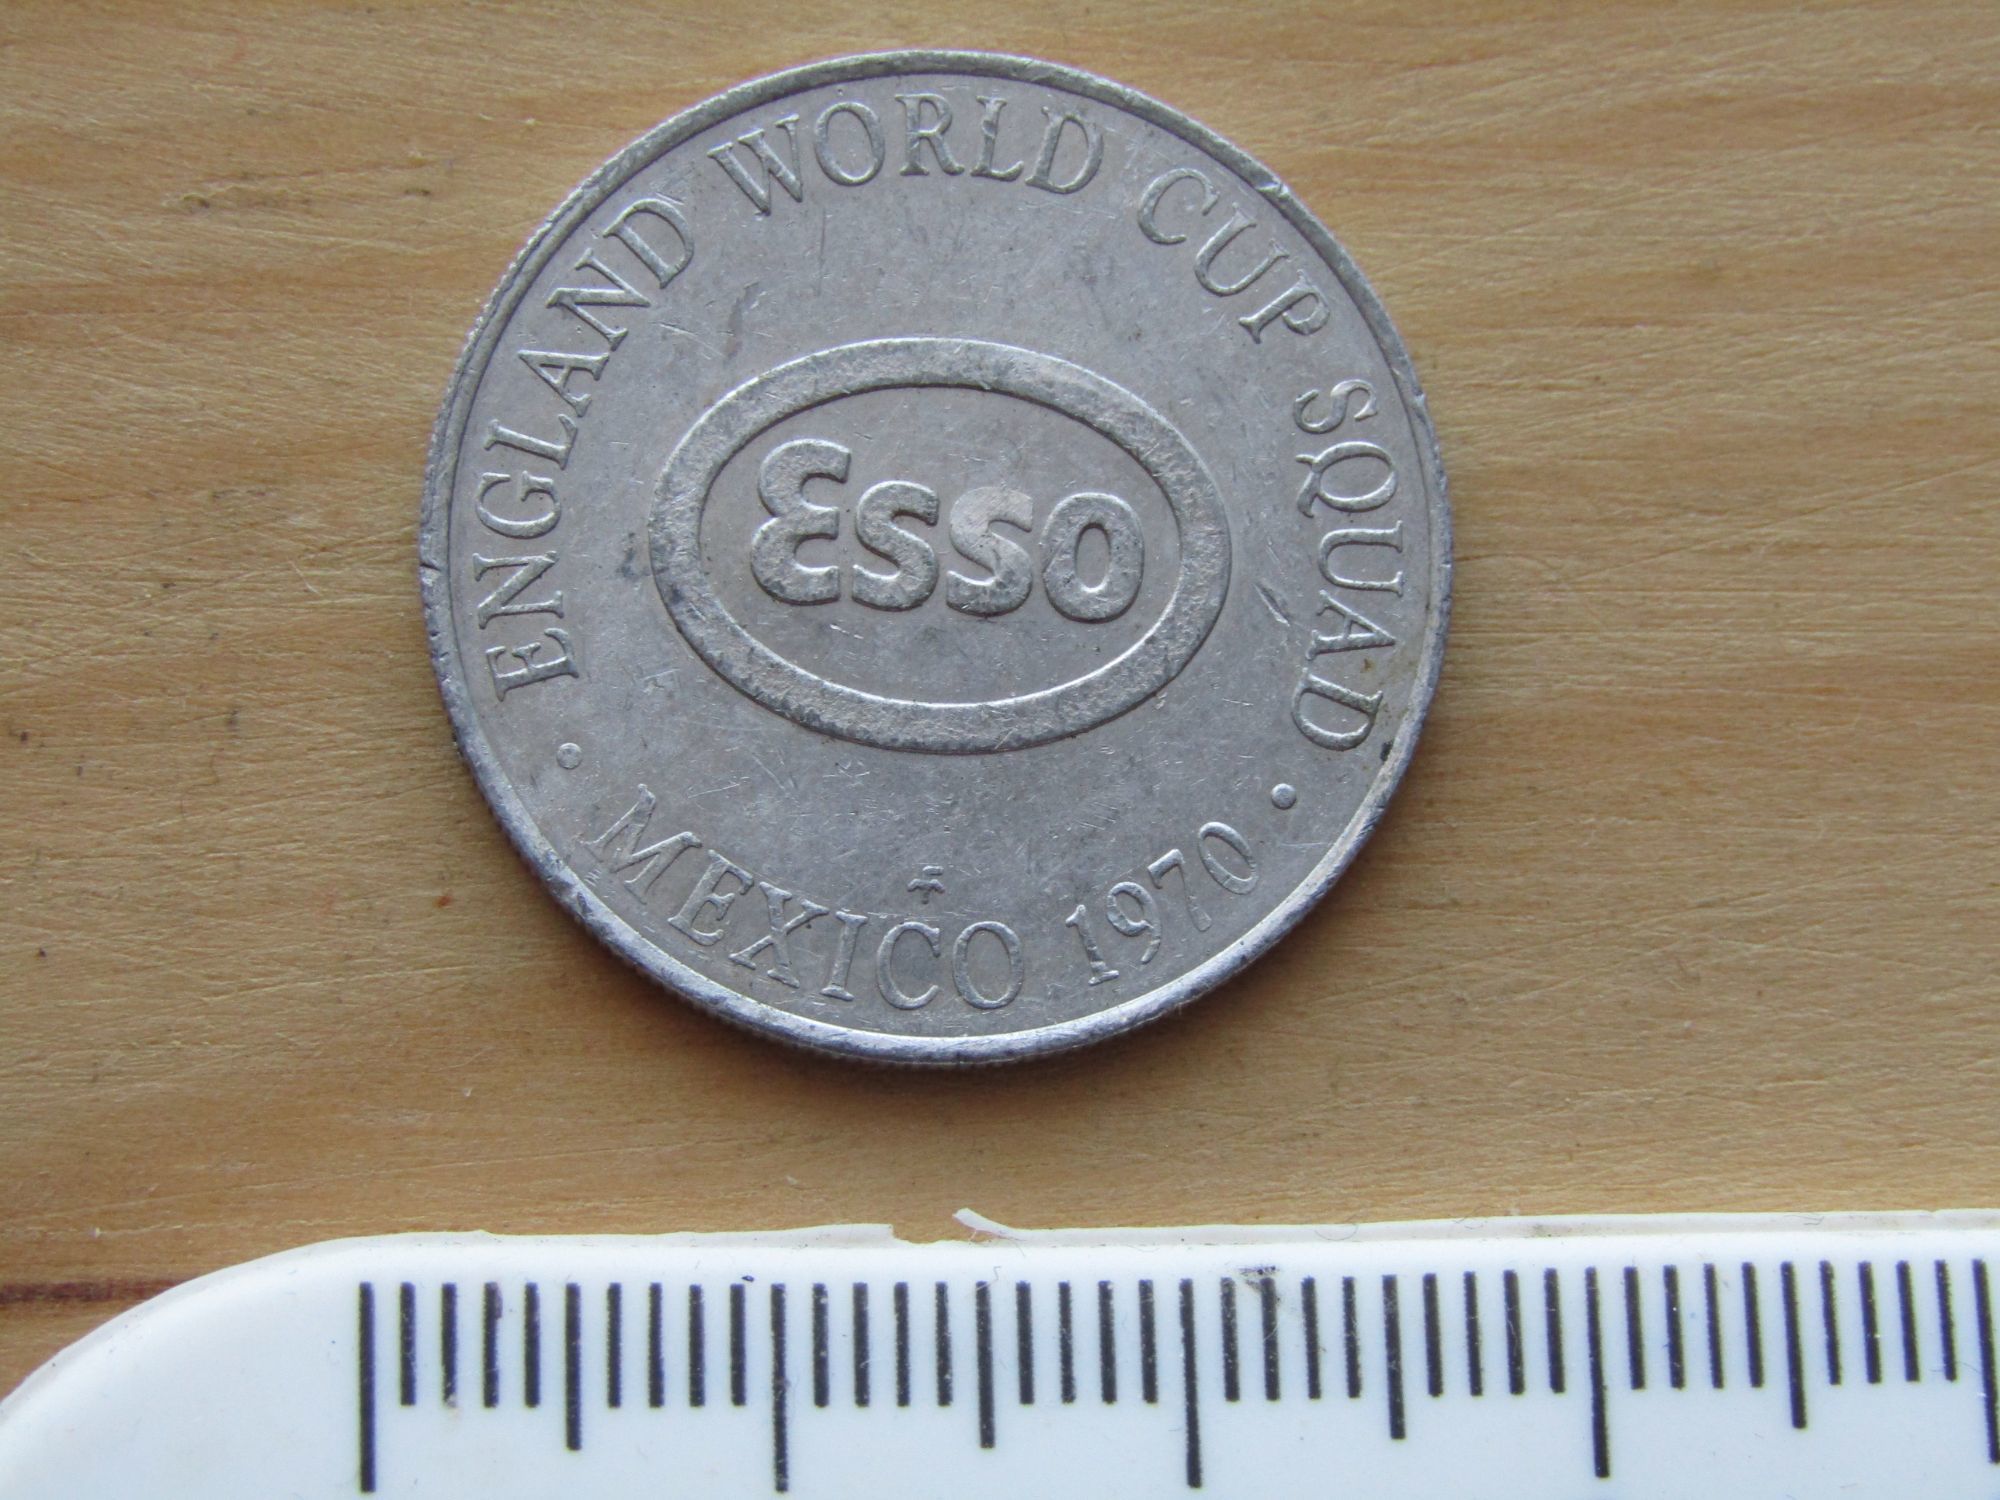 ENGLAND WORLD CUP SQUAD
Esso
MEXICO 1970